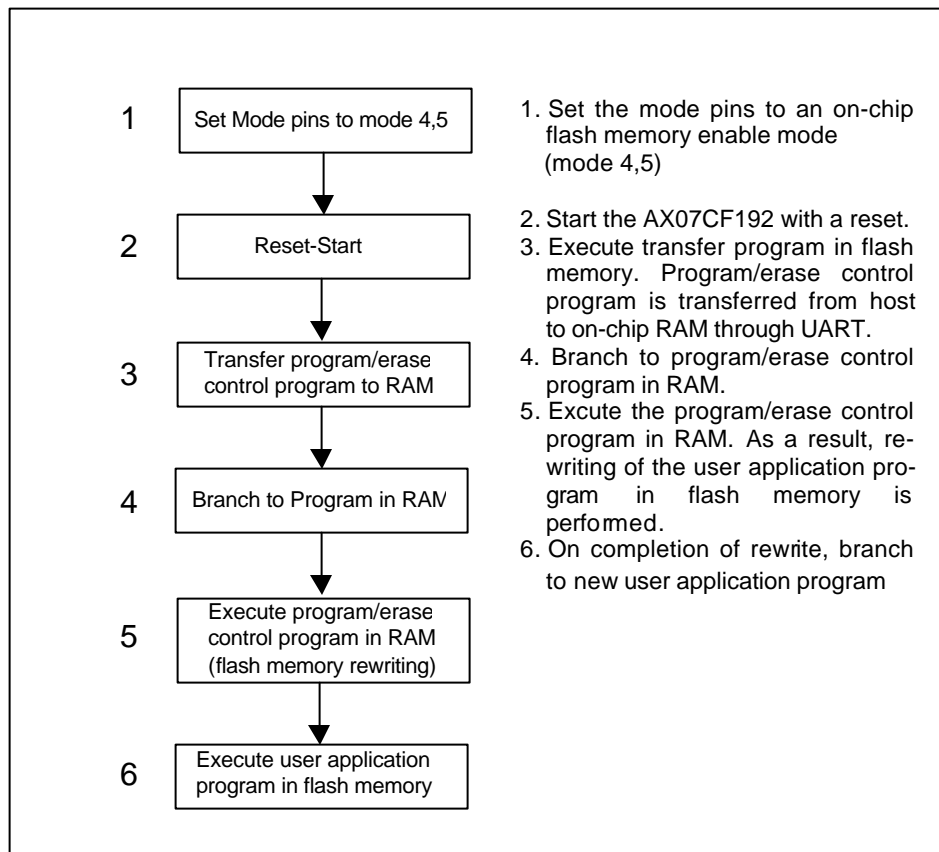 1
Set Mode pins to mode 4,5
2
Reset-Start
3
Transfer program/erase
control program to RAM
4
Branch to Program in RAM
5
Execute program/erase
control program in RAM
(flash memory rewriting)
6
Execute user application
program in flash memory
1. Set the mode pins to an on-chip
flash memory enable mode
(mode 4,5)
2. Start the AX07CF192 with a reset.
3. Execute transfer program in flash
memory. Program/erase control
program is transferred from host
to on-chip RAM through UART.
4. Branch to program/erase control
program in RAM.
5. Excute the program/erase control
program in RAM. As a result, re-
writing of the user application pro-
gram in flash memory is
performed.
6. On completion of rewrite, branch
to new user application program